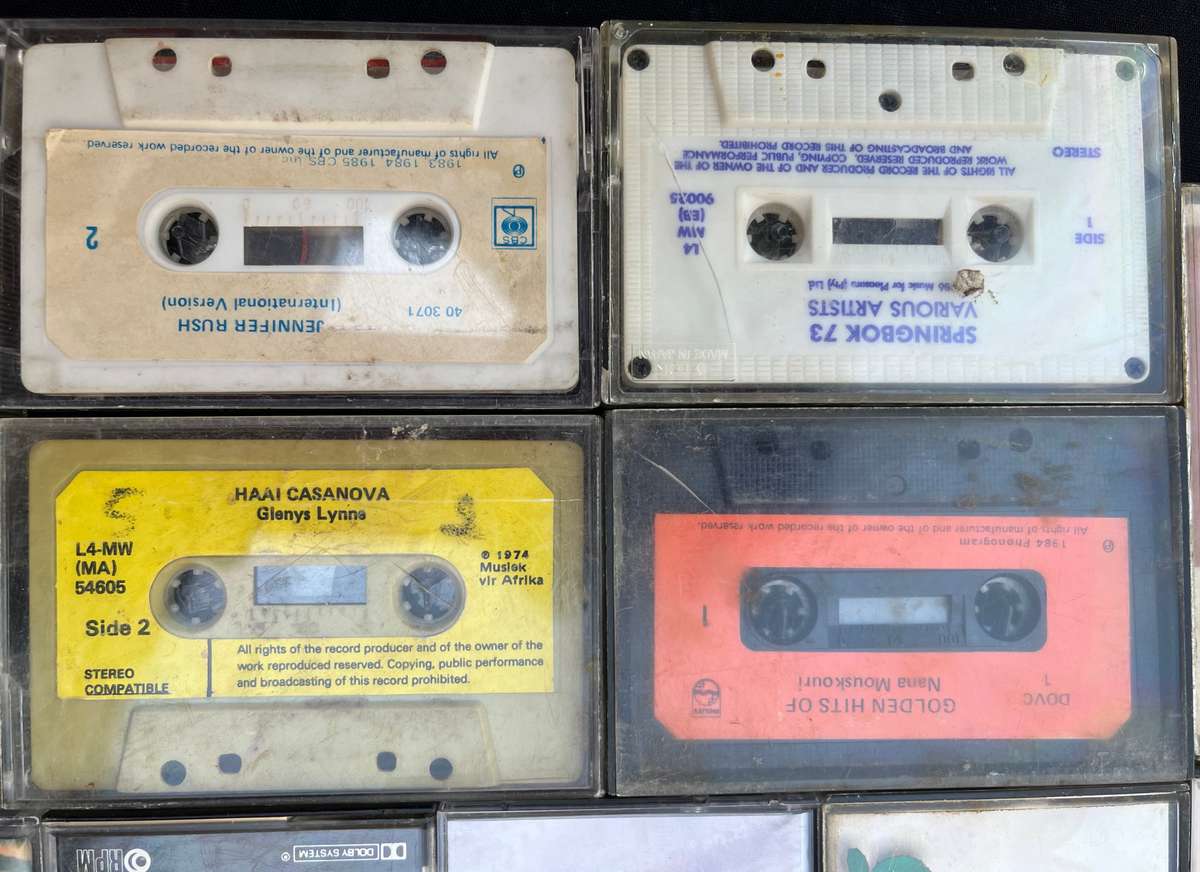 JENNIFER RUSH
(International Version)
40 3071
2
CBS
℗
1983 1984 1985 CBS Inc
All rights of manufacturer and of the owner of the recorded work reserved.
SPRINGBOK 73
VARIOUS ARTISTS
Music for Pleasure (Pty) Ltd.
SIDE
1
L4
AIW
(EB)
STEREO
ALL RIGHTS OF THE RECORD PRODUCER AND OF THE OWNER OF THE
WORK REPRODUCED RESERVED. COPYING, PUBLIC PERFORMANCE
AND BROADCASTING OF THIS RECORD PROHIBITED.
MADE IN
HAAI CASANOVA
Glenys Lynne
L4-MW
(MA)
54605
Side 2
STEREO
COMPATIBLE
℗ 1974
Musiek
vir Afrika
All rights of the record producer and of the owner of the
work reproduced reserved. Copying, public performance
and broadcasting of this record prohibited.
GOLDEN HITS OF
Nana Mouskouri
DOVC
1
PHILIPS
1
100
℗
1984 Phonogram
All rights of manufacturer and of the owner of the recorded work reserved.
RPM
DOLBY SYSTEM ®